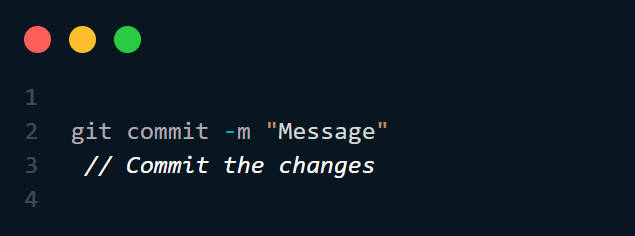 1
2 git commit -m "Message"
3 // Commit the changes
4